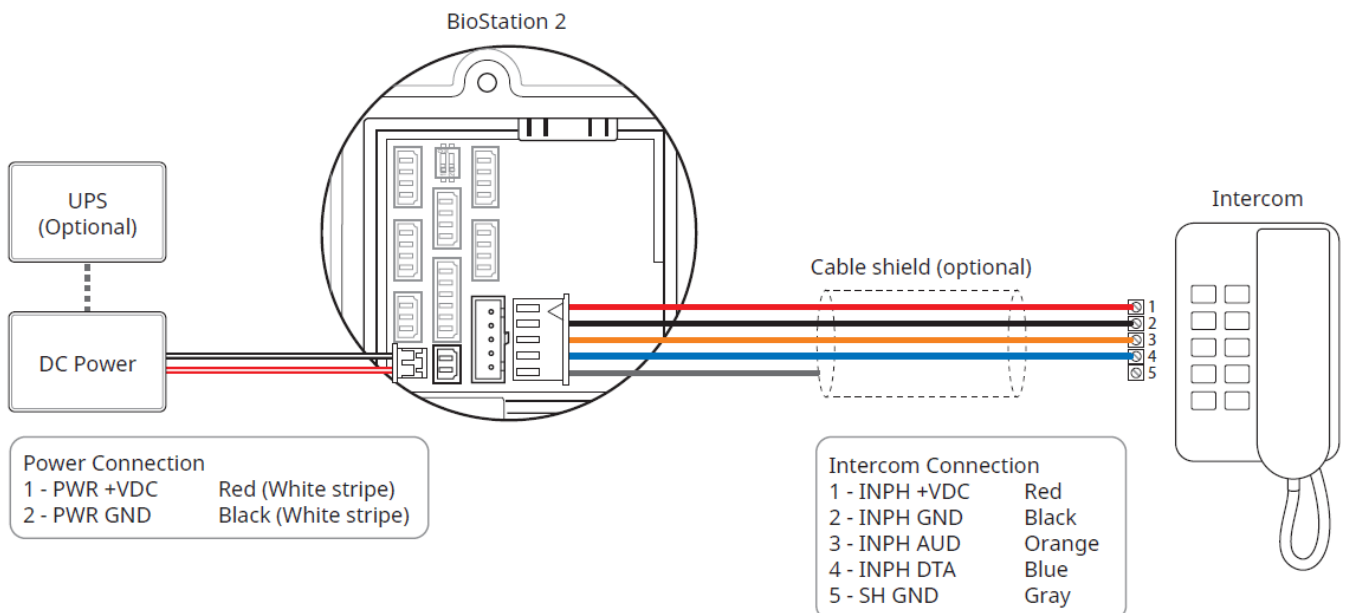 BioStation 2
UPS
(Optional)
DC Power
Intercom
Cable shield (optional)
1
2
3
4
5
Power Connection
1 - PWR +VDC Red (White stripe)
2 - PWR GND Black (White stripe)
Intercom Connection
1 - INPH +VDC Red
2 - INPH GND Black
3 - INPH AUD Orange
4 - INPH DTA Blue
5 - SH GND Gray